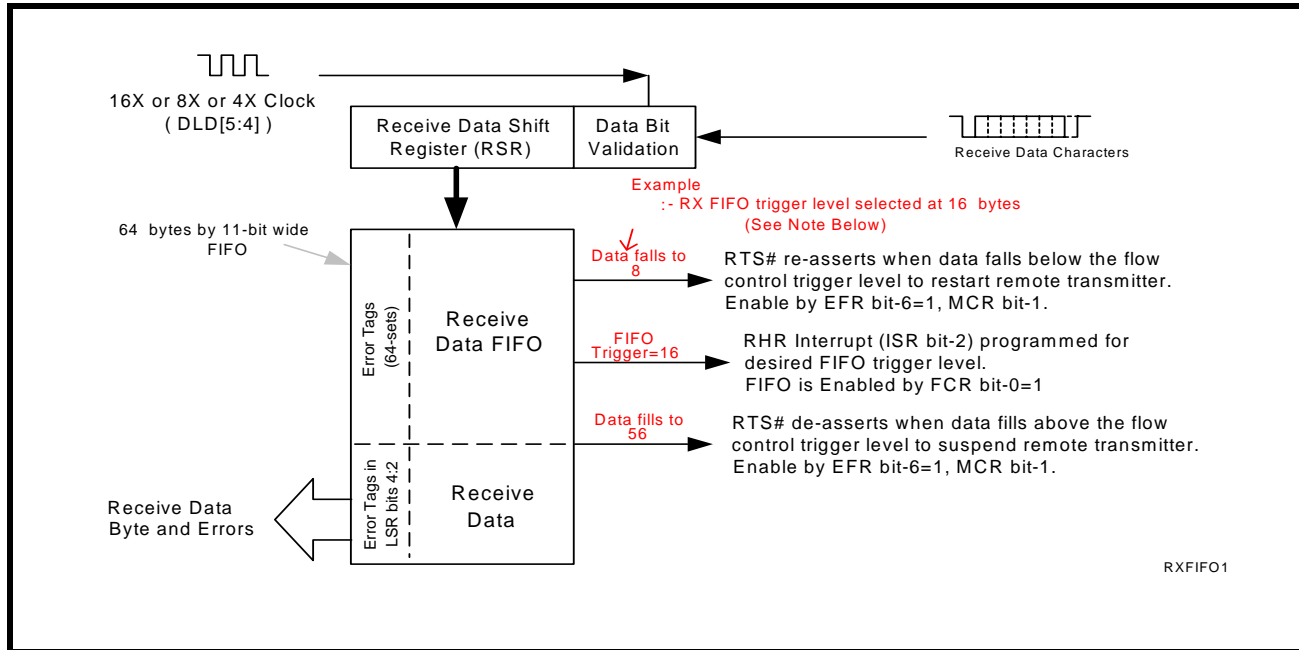 16X or 8X or 4X Clock
( DLD[5:4] )
Receive Data Shift
Register (RSR)
Data Bit
Validation
Receive Data Characters
Example
:- RX FIFO trigger level selected at 16 bytes
(See Note Below)
64 bytes by 11-bit wide
FIFO
Data falls to
8
RTS# re-asserts when data falls below the flow
control trigger level to restart remote transmitter.
Enable by EFR bit-6=1, MCR bit-1.
Error Tags
(64-sets)
Receive
Data FIFO
FIFO
Trigger=16
RHR Interrupt (ISR bit-2) programmed for
desired FIFO trigger level.
FIFO is Enabled by FCR bit-0=1
Data fills to
56
RTS# de-asserts when data fills above the flow
control trigger level to suspend remote transmitter.
Enable by EFR bit-6=1, MCR bit-1.
Error Tags in
LSR bits 4:2
Receive
Data
Receive Data
Byte and Errors
RXFIFO1